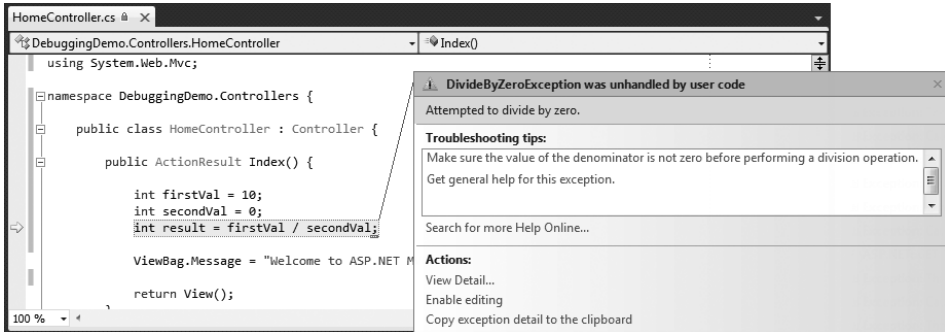 HomeController.cs
DebuggingDemo.Controllers.HomeController
Index()
using System.Web.Mvc;
namespace DebuggingDemo.Controllers {
public class HomeController : Controller {
public ActionResult Index() {
int firstVal = 10;
int secondVal = 0;
int result = firstVal / secondVal;
ViewBag.Message = "Welcome to ASP.NET M
return View();
100 %
DivideByZeroException was unhandled by user code
Attempted to divide by zero.
Troubleshooting tips:
Make sure the value of the denominator is not zero before performing a division operation.
Get general help for this exception.
Search for more Help Online...
Actions:
View Detail...
Enable editing
Copy exception detail to the clipboard